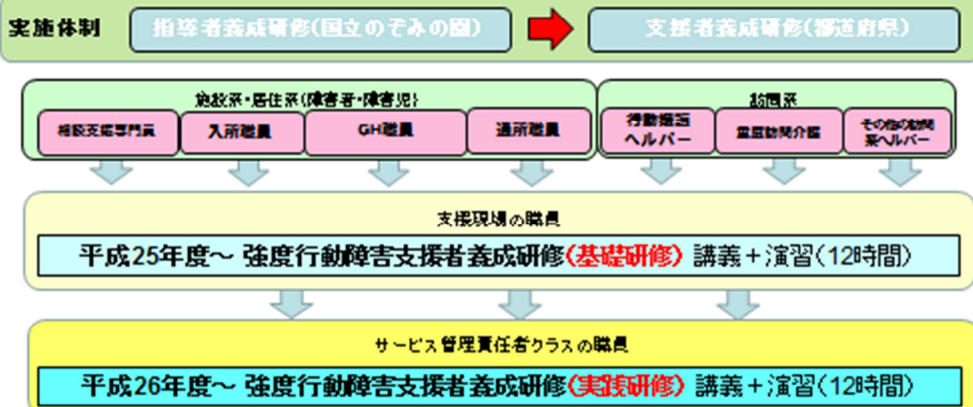 実施体制
指導者養成研修(国立のぞみの園)
支援者養成研修(都道府県)
施設系・居住系(障害者・障害児)
訪問系
相談支援専門員
入所職員
GH職員
通所職員
行動援護
ヘルパー
重度訪問介護
その他の訪問
系ヘルパー
支援現場の職員
平成25年度～ 強度行動障害支援者養成研修(基礎研修) 講義＋演習(12時間)
サービス管理責任者クラスの職員
平成26年度～ 強度行動障害支援者養成研修(実践研修) 講義＋演習(12時間)